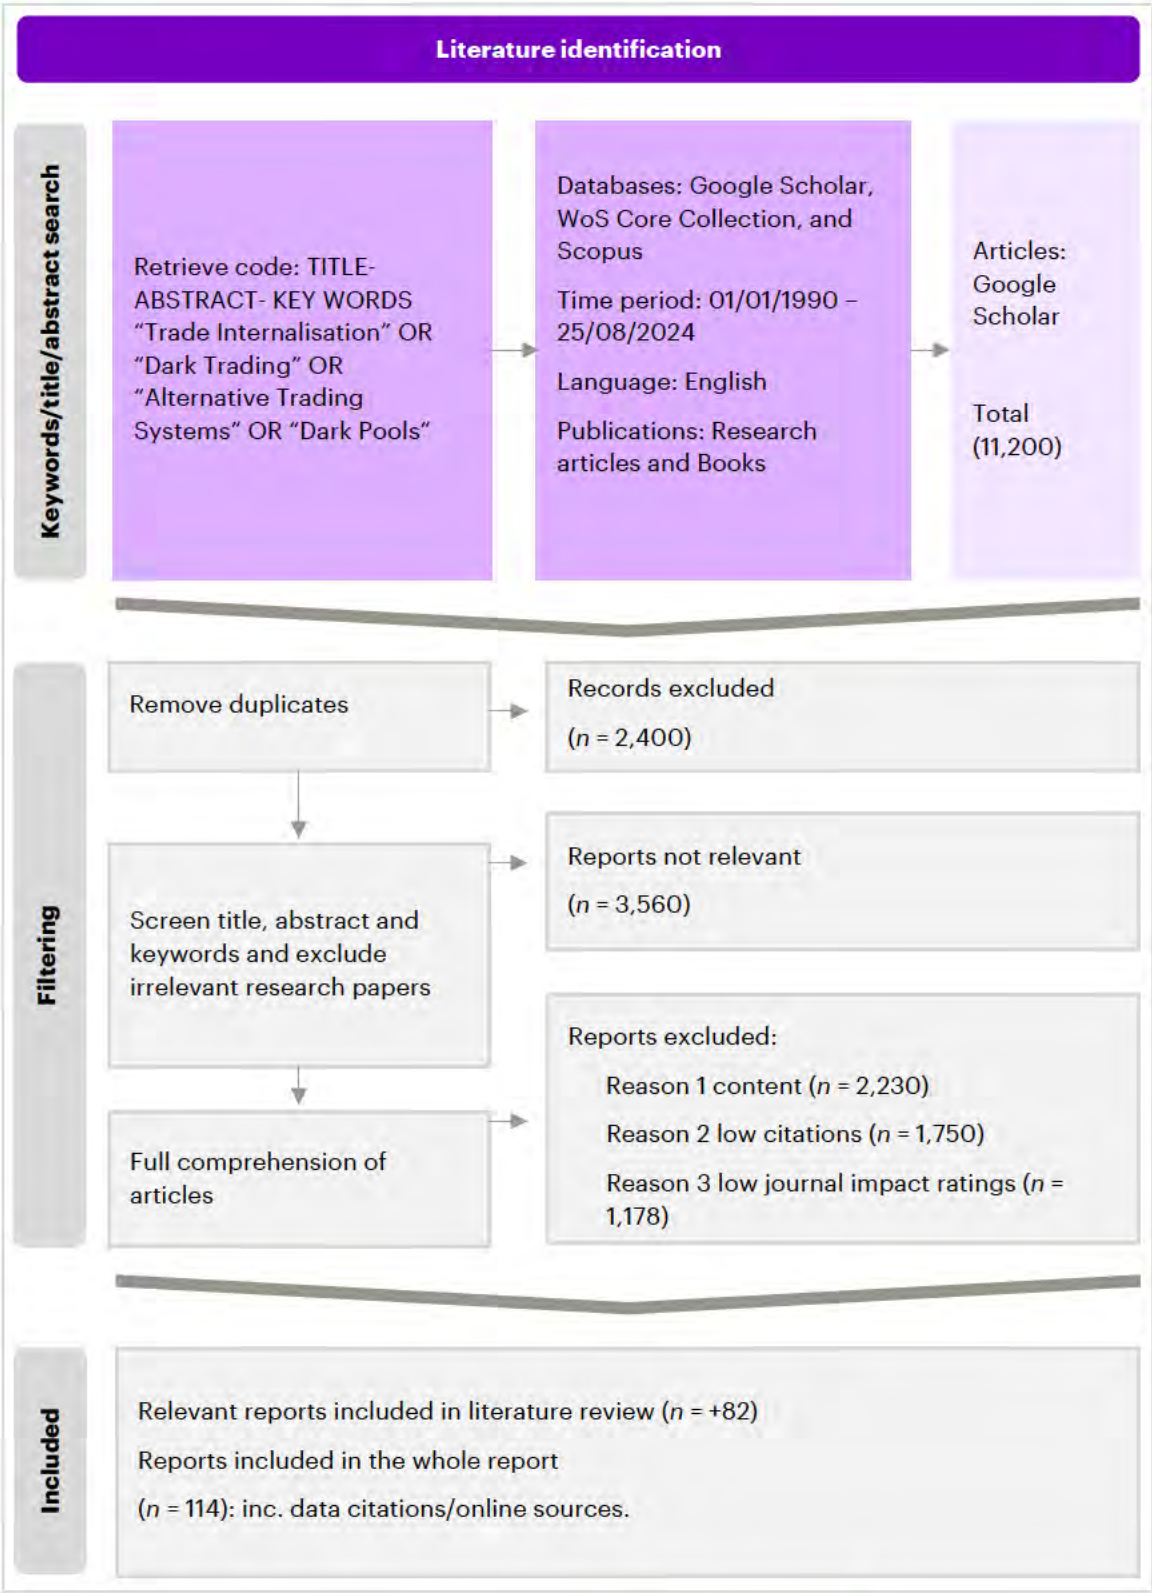 Literature identification
Keywords/title/abstract search
Retrieve code: TITLE-
ABSTRACT- KEY WORDS
“Trade Internalisation” OR
“Dark Trading” OR
“Alternative Trading
Systems” OR “Dark Pools”
Databases: Google Scholar,
WoS Core Collection, and
Scopus
Time period: 01/01/1990 –
25/08/2024
Language: English
Publications: Research
articles and Books
Articles:
Google
Scholar
Total
(11,200)
Filtering
Remove duplicates
Records excluded
(n = 2,400)
Screen title, abstract and
keywords and exclude
irrelevant research papers
Reports not relevant
(n = 3,560)
Full comprehension of
articles
Reports excluded:
Reason 1 content (n = 2,230)
Reason 2 low citations (n = 1,750)
Reason 3 low journal impact ratings (n =
1,178)
Included
Relevant reports included in literature review (n = +82)
Reports included in the whole report
(n = 114): inc. data citations/online sources.